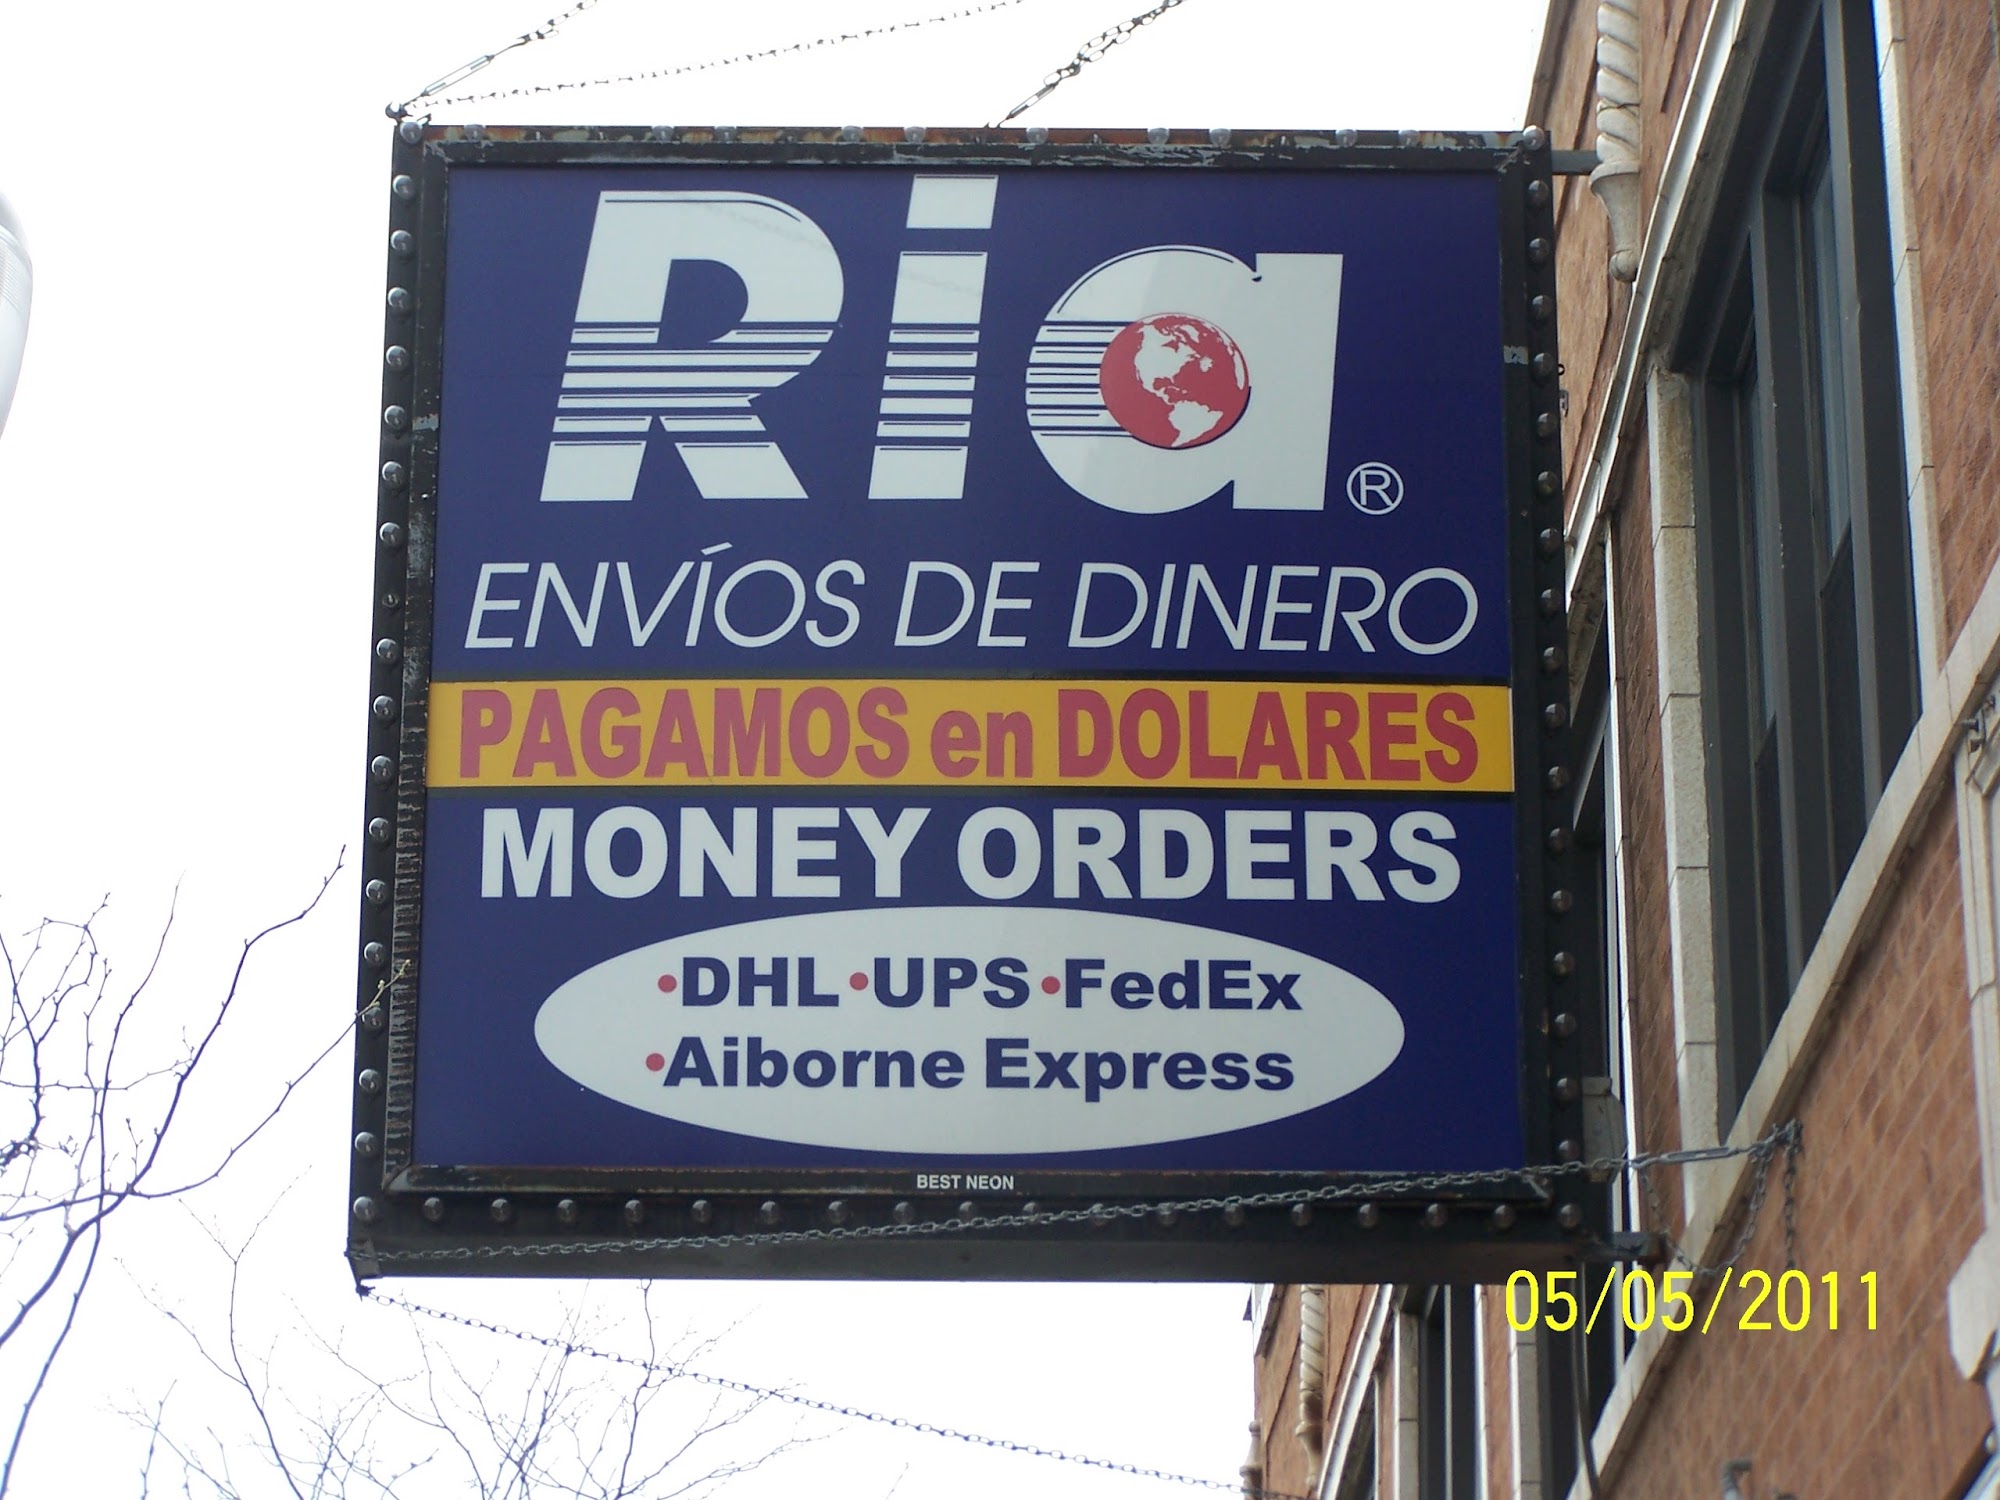 Ria®
ENVÍOS DE DINERO
PAGAMOS en DOLARES
MONEY ORDERS
•DHL •UPS •FedEx
•Aiborne Express
BEST NEON
05/05/2011